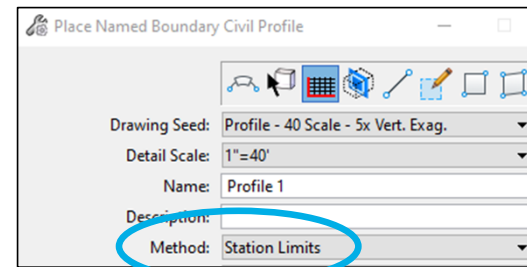 Place Named Boundary Civil Profile
Drawing Seed: Profile - 40 Scale - 5x Vert. Exag.
Detail Scale: 1"=40'
Name: Profile 1
Description:
Method: Station Limits